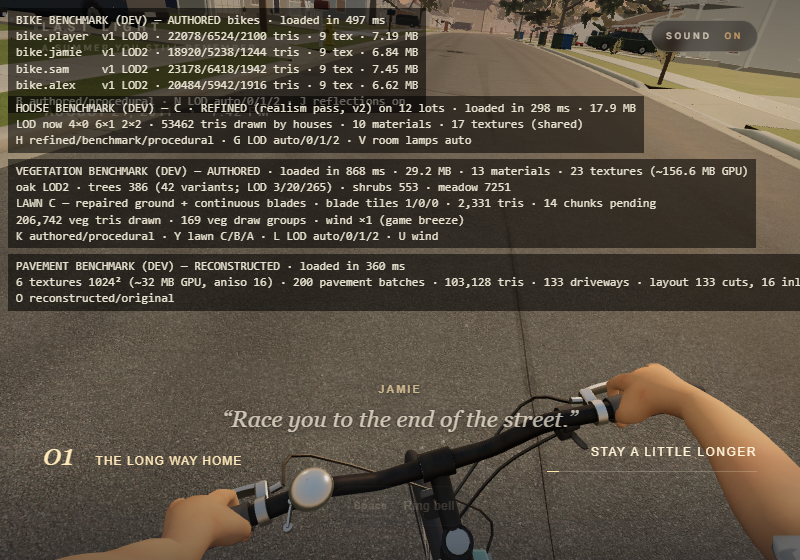 BIKE BENCHMARK (DEV) — AUTHORED bikes · loaded in 497 ms
bike.player v1 LOD0 · 22078/6524/2100 tris · 9 tex · 7.19 MB
bike.jamie v1 LOD2 · 18920/5238/1244 tris · 9 tex · 6.84 MB
bike.sam v1 LOD2 · 23178/6418/1942 tris · 9 tex · 7.45 MB
bike.alex v1 LOD2 · 20484/5942/1916 tris · 9 tex · 6.62 MB
B authored/procedural · N LOD auto/0/1/2 · J reflections on
SOUND ON
HOUSE BENCHMARK (DEV) — C · REFINED (realism pass, v2) on 12 lots · loaded in 298 ms · 17.9 MB
LOD now 4×0 6×1 2×2 · 53462 tris drawn by houses · 10 materials · 17 textures (shared)
H refined/benchmark/procedural · G LOD auto/0/1/2 · V room lamps auto
VEGETATION BENCHMARK (DEV) — AUTHORED · loaded in 868 ms · 29.2 MB · 13 materials · 23 textures (~156.6 MB GPU)
oak LOD2 · trees 386 (42 variants; LOD 3/20/265) · shrubs 553 · meadow 7251
LAWN C — repaired ground + continuous blades · blade tiles 1/0/0 · 2,331 tris · 14 chunks pending
206,742 veg tris drawn · 169 veg draw groups · wind ×1 (game breeze)
K authored/procedural · Y lawn C/B/A · L LOD auto/0/1/2 · U wind
PAVEMENT BENCHMARK (DEV) — RECONSTRUCTED · loaded in 360 ms
6 textures 1024² (~32 MB GPU, aniso 16) · 200 pavement batches · 103,128 tris · 133 driveways · layout 133 cuts, 16 inl
O reconstructed/original
JAMIE
“Race you to the end of the street.”
01 THE LONG WAY HOME
STAY A LITTLE LONGER
Space Ring bell